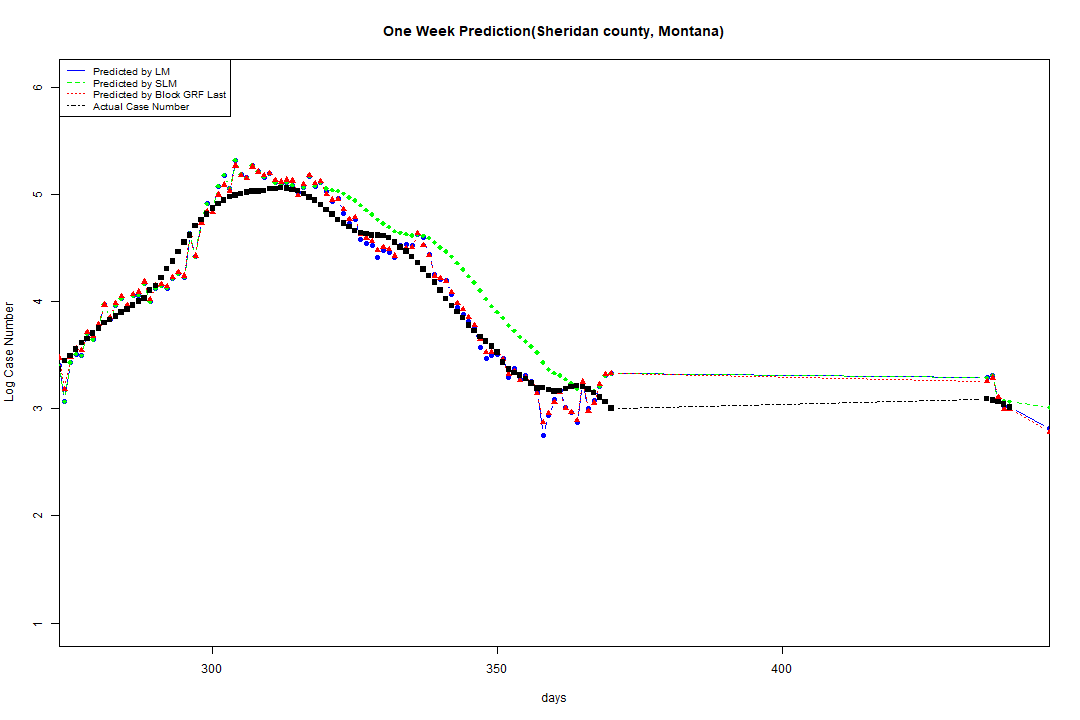 One Week Prediction(Sheridan county, Montana)
Predicted by LM
Predicted by SLM
Predicted by Block GRF Last
Actual Case Number
6
5
4
3
2
1
Log Case Number
300
350
400
days